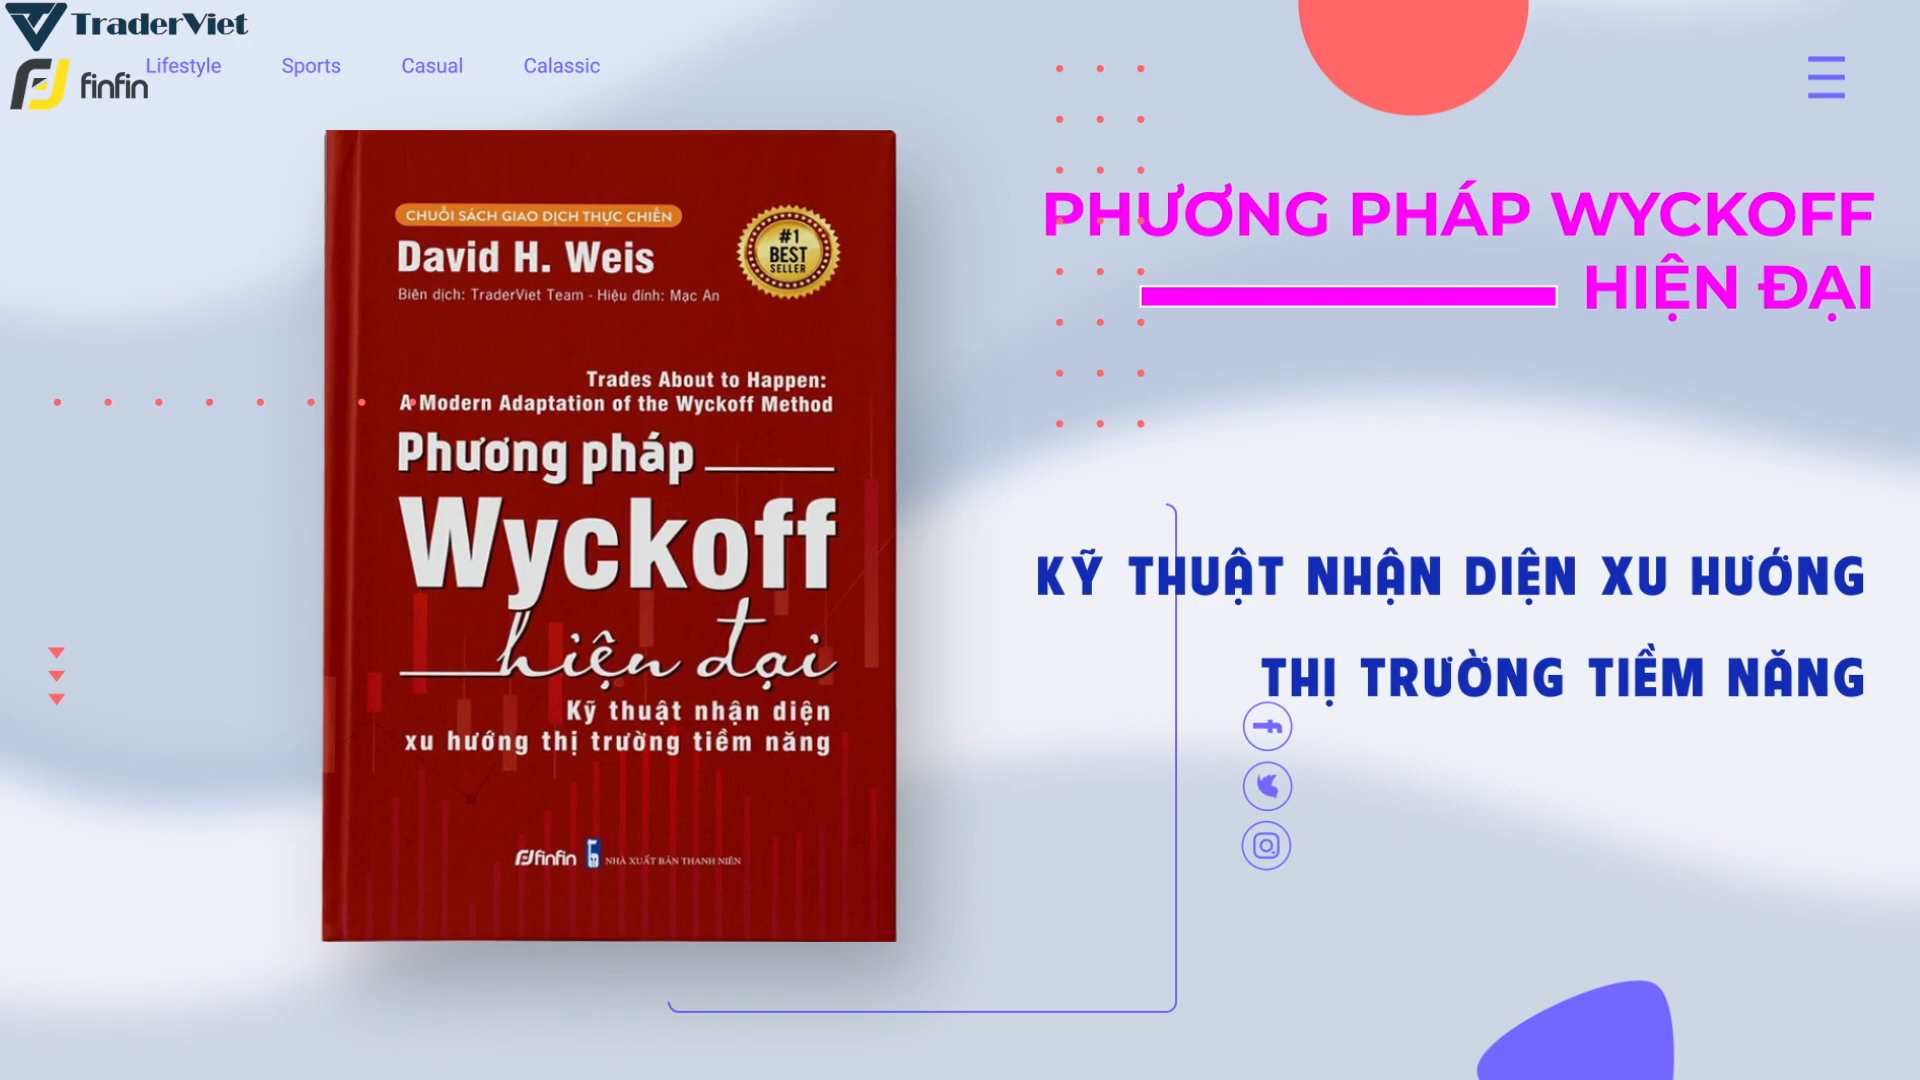 TraderViet
finfin
Lifestyle
Sports
Casual
Calassic
CHUỖI SÁCH GIAO DỊCH THỰC CHIẾN
David H. Weis
Biên dịch: TraderViet Team - Hiệu đính: Mạc An
#1
BEST
SELLER
Trades About to Happen:
A Modern Adaptation of the Wyckoff Method
Phương pháp
Wyckoff
hiện đại
Kỹ thuật nhận diện
xu hướng thị trường tiềm năng
finfin
NHÀ XUẤT BẢN THANH NIÊN
PHƯƠNG PHÁP WYCKOFF
HIỆN ĐẠI
KỸ THUẬT NHẬN DIỆN XU HƯỚNG
THỊ TRƯỜNG TIỀM NĂNG